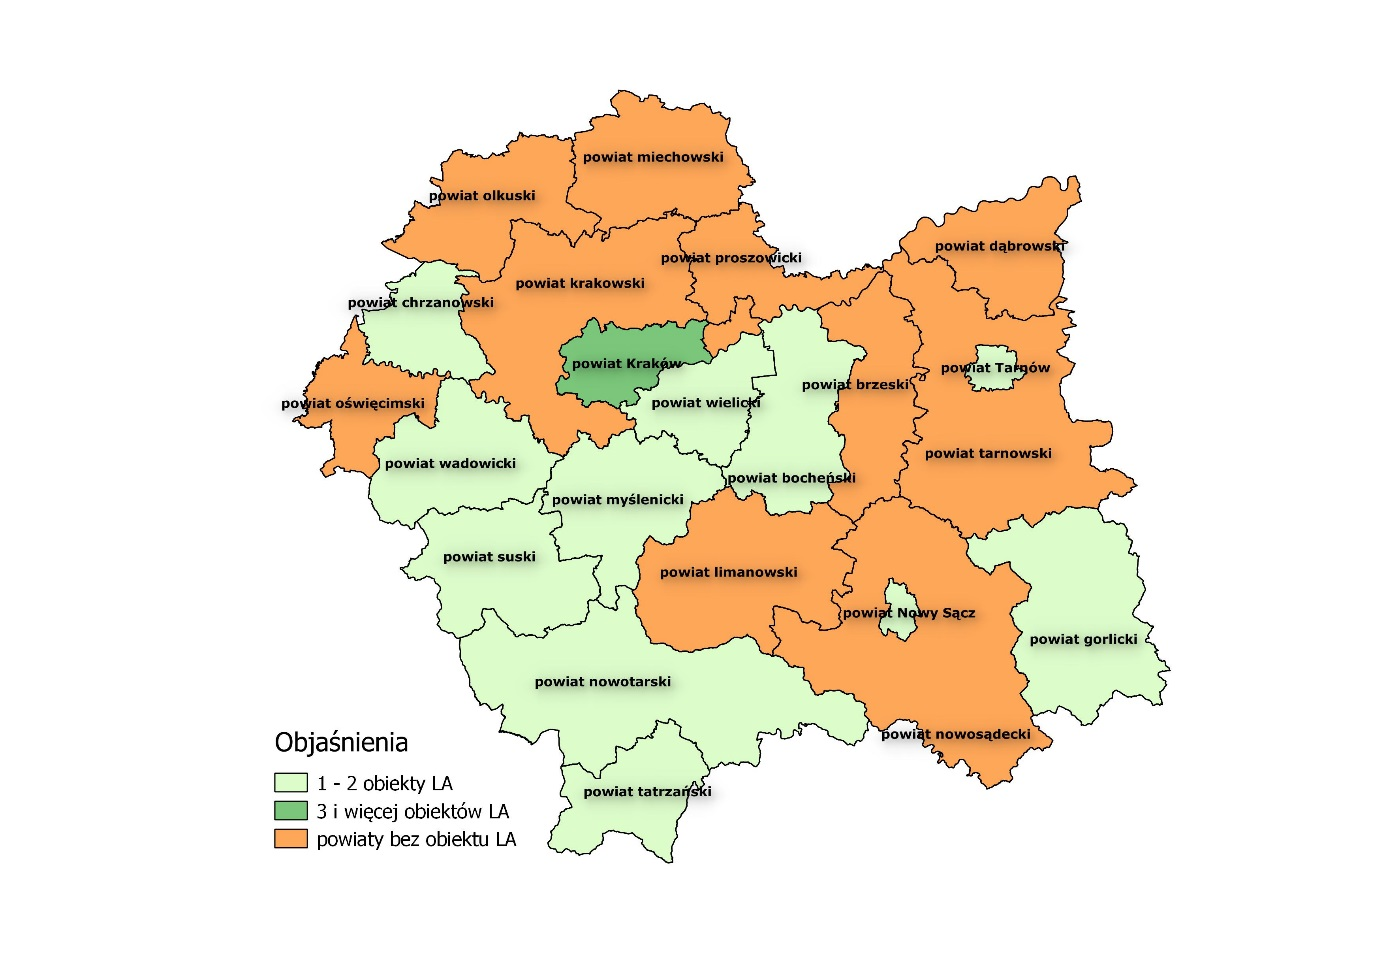 powiat miechowski
powiat olkuski
powiat dąbrowski
powiat proszowicki
powiat krakowski
powiat chrzanowski
powiat Kraków
powiat Tarnów
powiat brzeski
powiat oświęcimski
powiat wielicki
powiat tarnowski
powiat wadowicki
powiat bocheński
powiat myślenicki
powiat suski
powiat limanowski
powiat Nowy Sącz
powiat gorlicki
powiat nowotarski
powiat nowosądecki
powiat tatrzański
Objaśnienia
1 - 2 obiekty LA
3 i więcej obiektów LA
powiaty bez obiektu LA